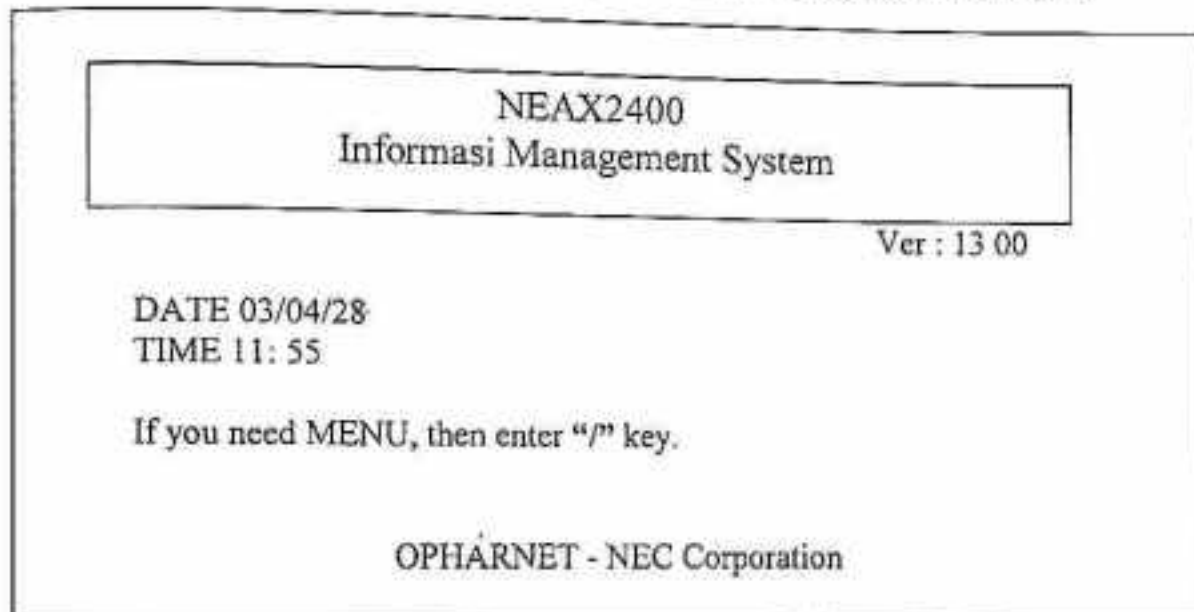 NEAX2400
Informasi Management System
Ver : 13 00
DATE 03/04/28
TIME 11: 55
If you need MENU, then enter “/” key.
OPHARNET - NEC Corporation